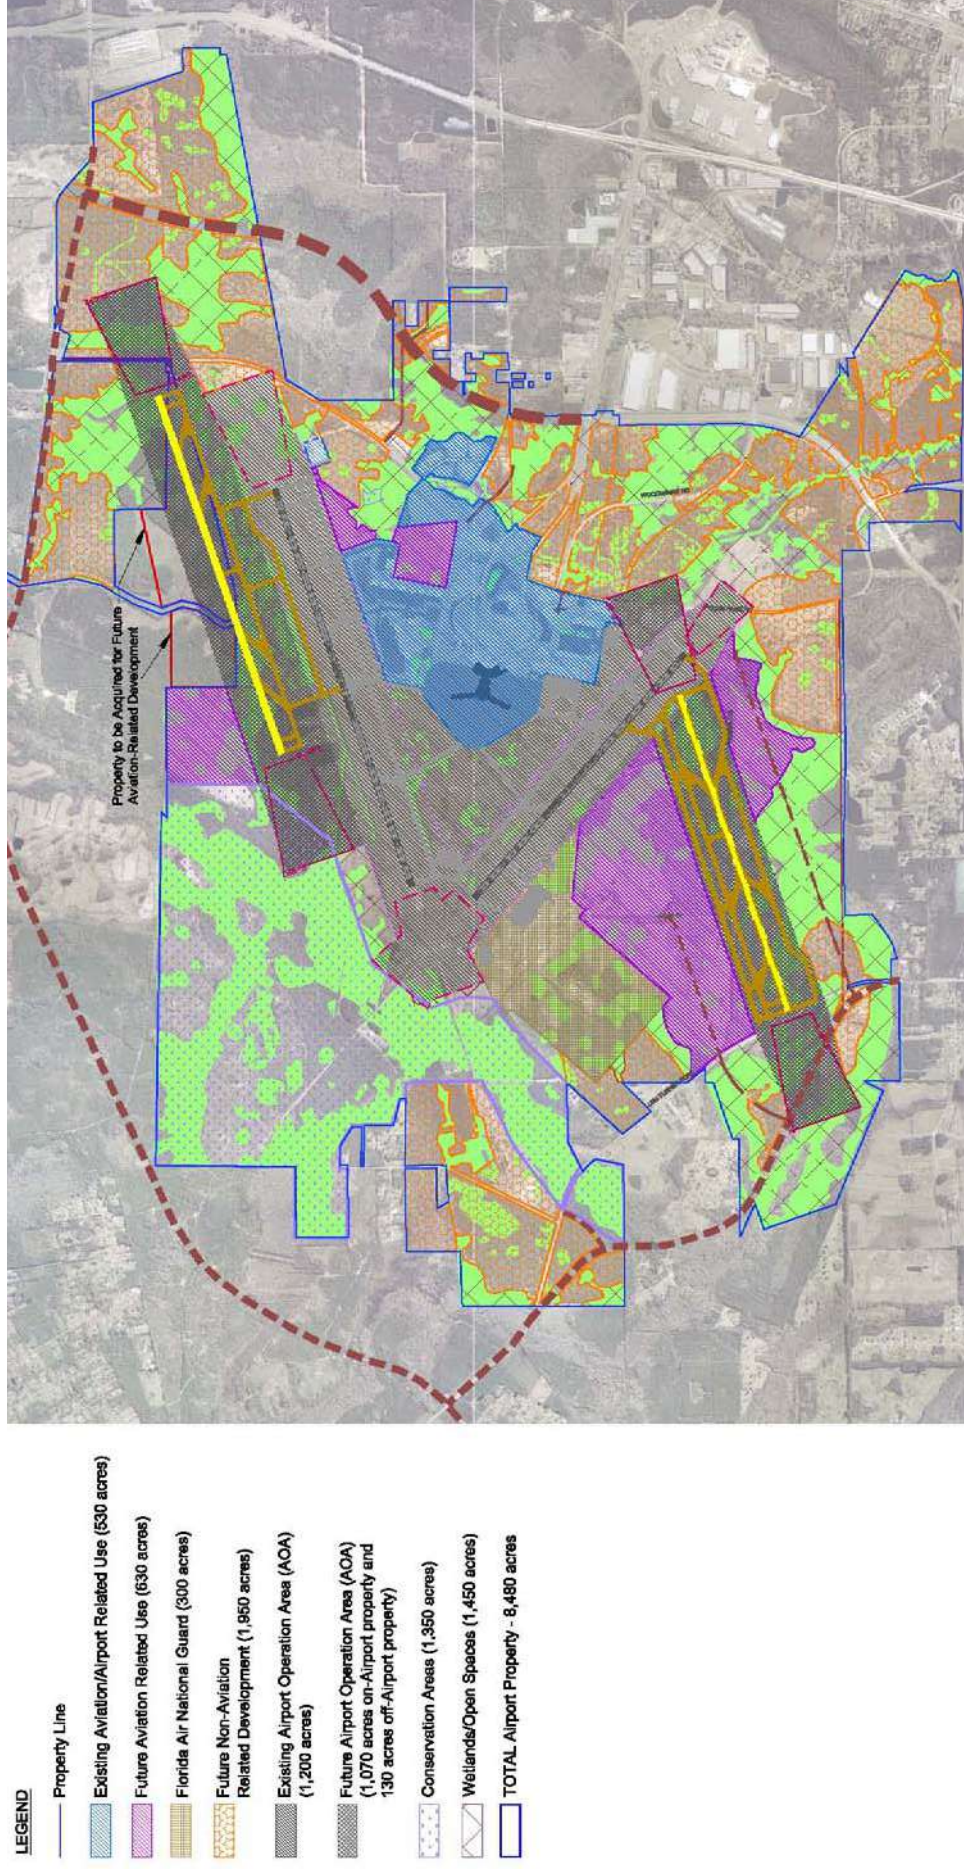 LEGEND
Property Line
Existing Aviation/Airport Related Use (530 acres)
Future Aviation Related Use (630 acres)
Florida Air National Guard (300 acres)
Future Non-Aviation
Related Development (1,950 acres)
Existing Airport Operation Area (AOA)
(1,200 acres)
Future Airport Operation Area (AOA)
(1,070 acres on-Airport property and
130 acres off-Airport property)
Conservation Areas (1,350 acres)
Wetlands/Open Spaces (1,450 acres)
TOTAL Airport Property - 8,480 acres
Property to be Acquired for Future
Aviation-Related Development